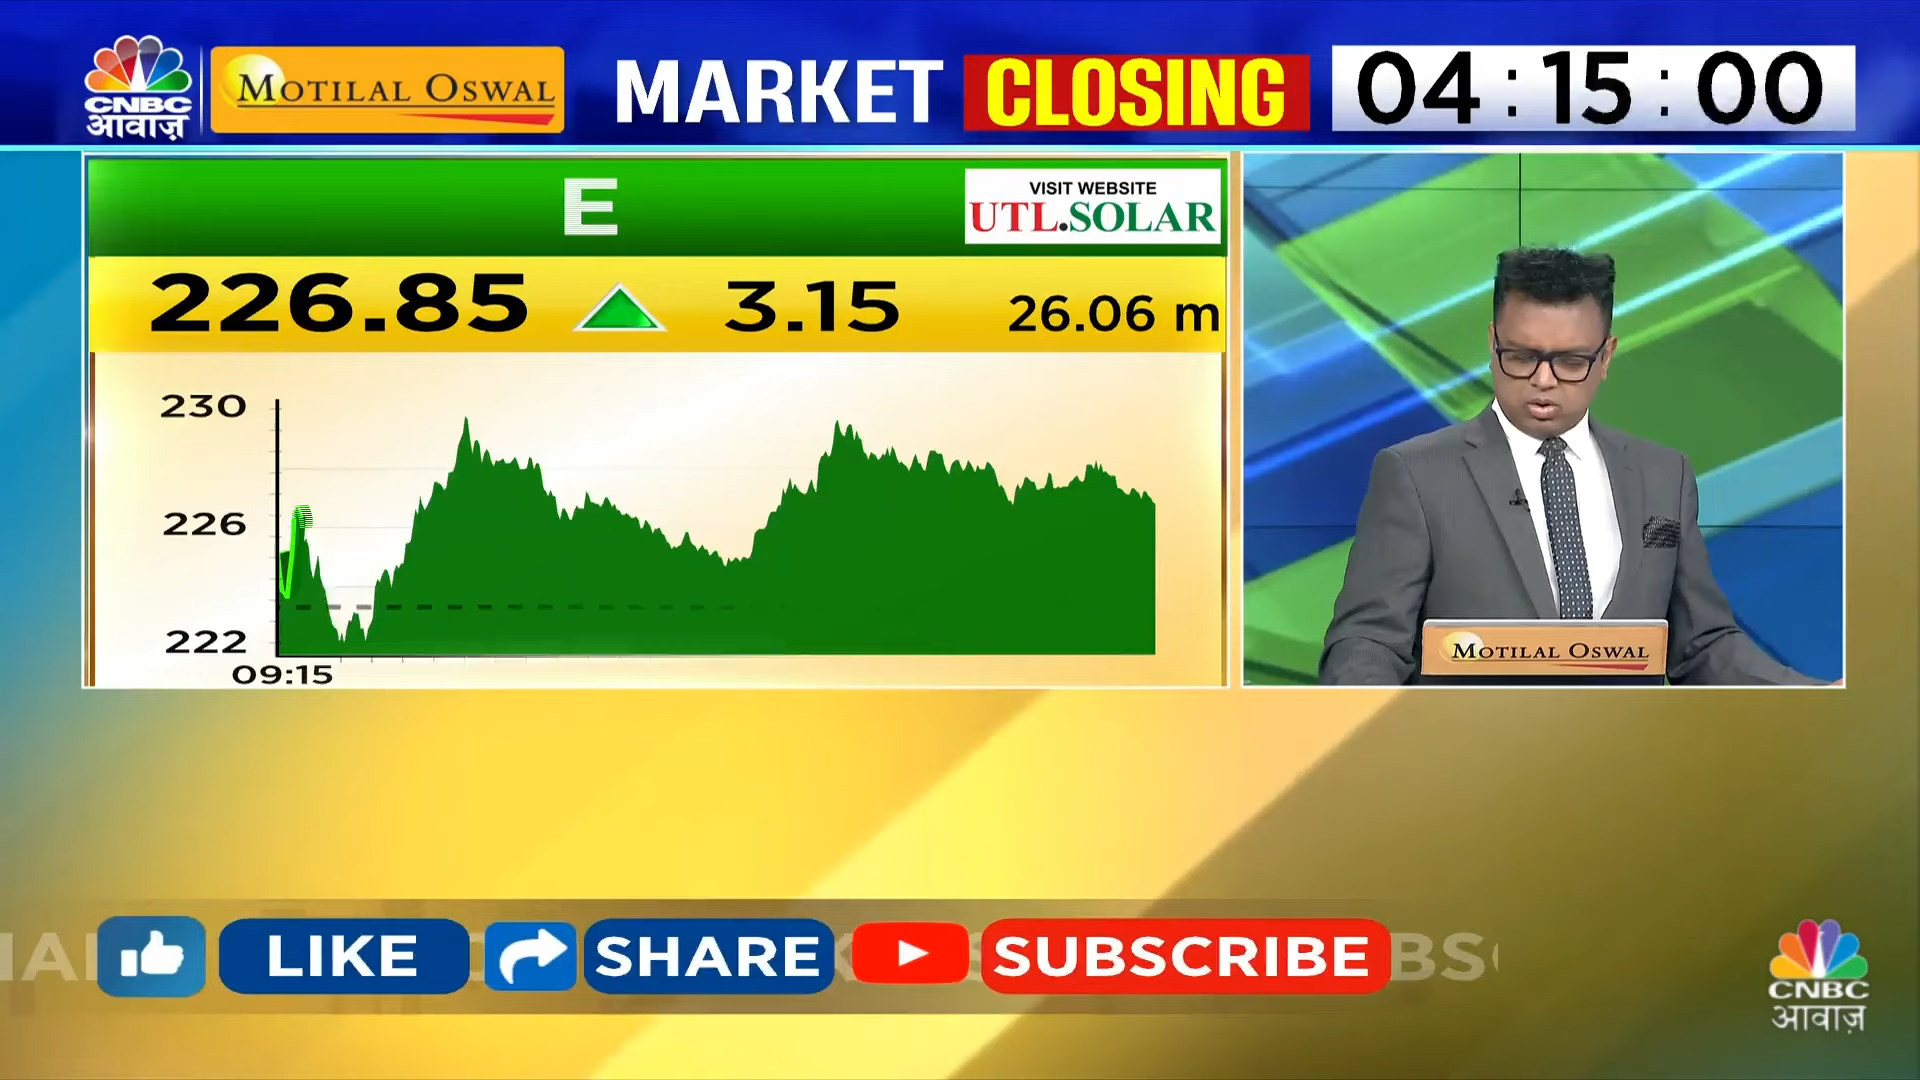 CNBC
आवाज़
MOTILAL OSWAL
MARKET CLOSING
04:15:00
E
VISIT WEBSITE
UTL.SOLAR
226.85
3.15
26.06 m
230
226
222
09:15
MOTILAL OSWAL
LIKE
SHARE
SUBSCRIBE
CNBC
आवाज़